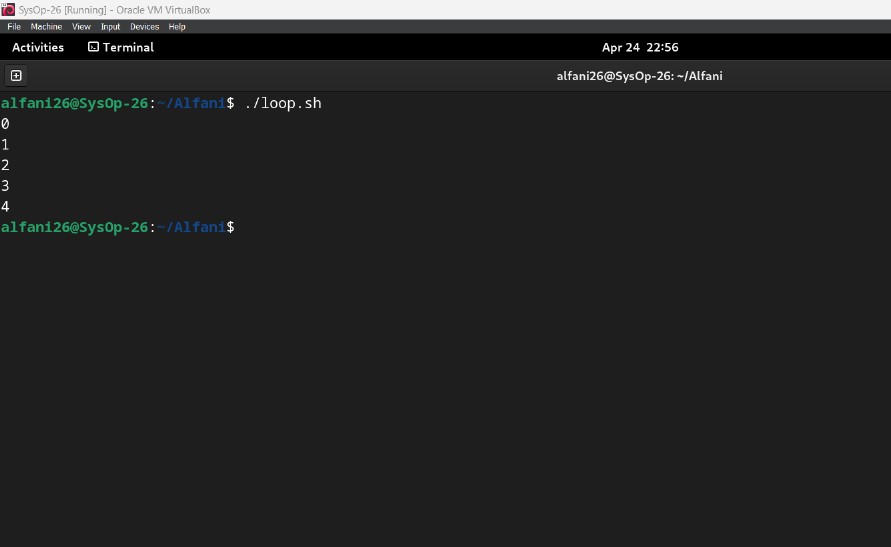 SysOp-26 [Running] - Oracle VM VirtualBox
File Machine View Input Devices Help
Activities Terminal Apr 24 22:56
alfani26@SysOp-26: ~/Alfani
alfani26@SysOp-26:~/Alfani$ ./loop.sh
0
1
2
3
4
alfani26@SysOp-26:~/Alfani$